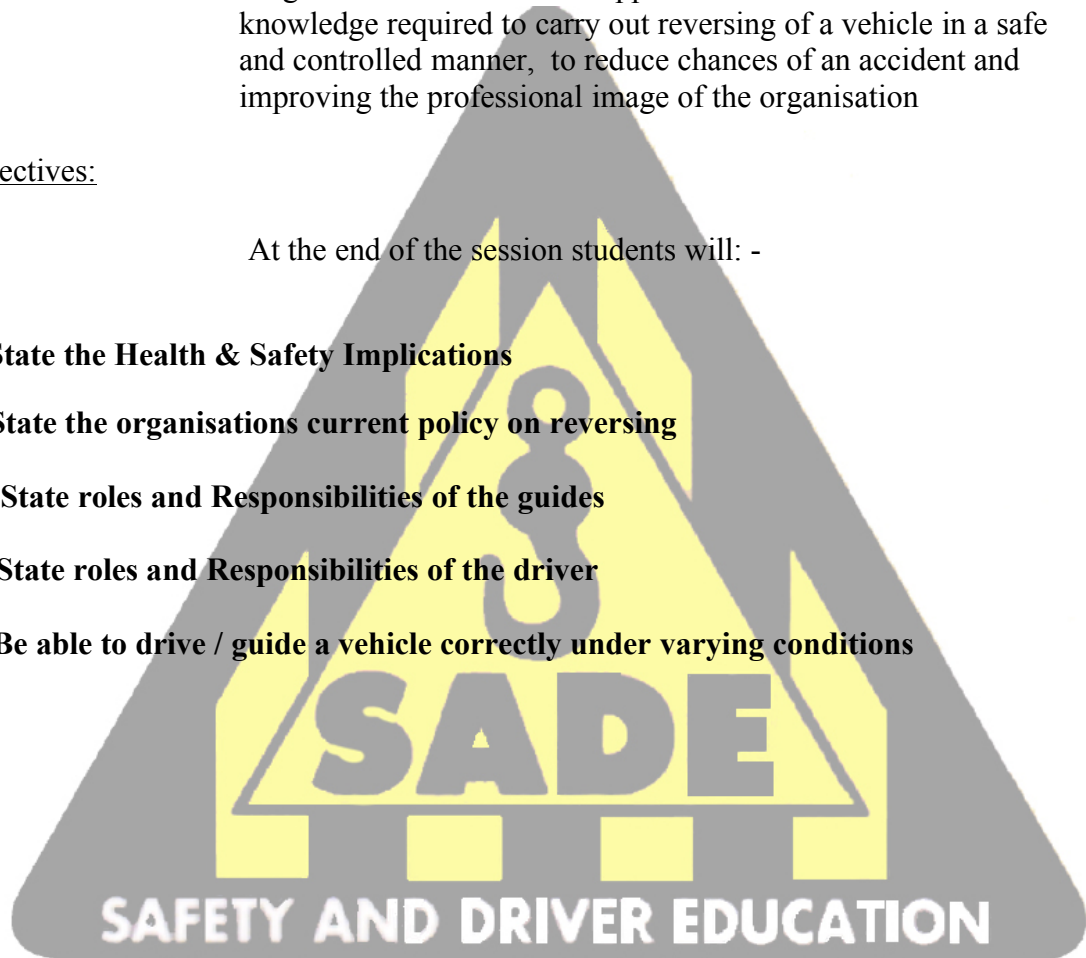 knowledge required to carry out reversing of a vehicle in a safe
and controlled manner, to reduce chances of an accident and
improving the professional image of the organisation
ectives:
At the end of the session students will: -
State the Health & Safety Implications
State the organisations current policy on reversing
State roles and Responsibilities of the guides
State roles and Responsibilities of the driver
Be able to drive / guide a vehicle correctly under varying conditions
SADE
SAFETY AND DRIVER EDUCATION